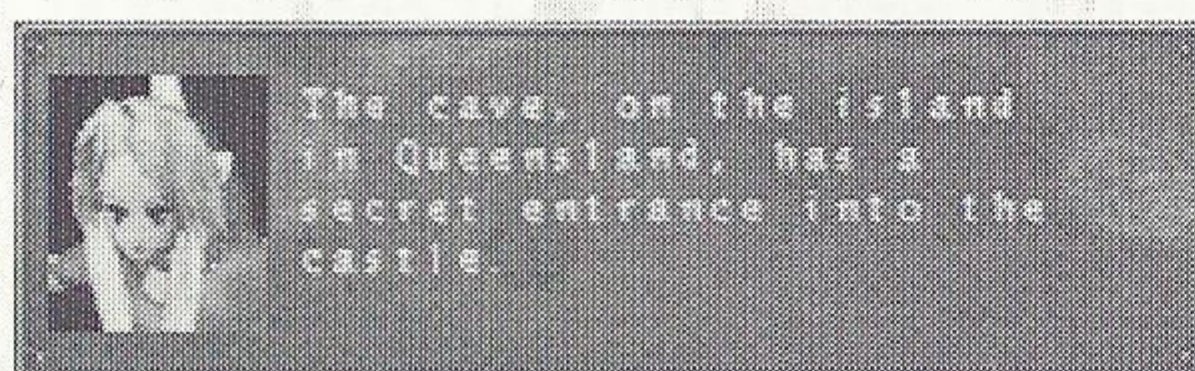 The cave, on the island
in Queensland, has a
secret entrance into the
castle.